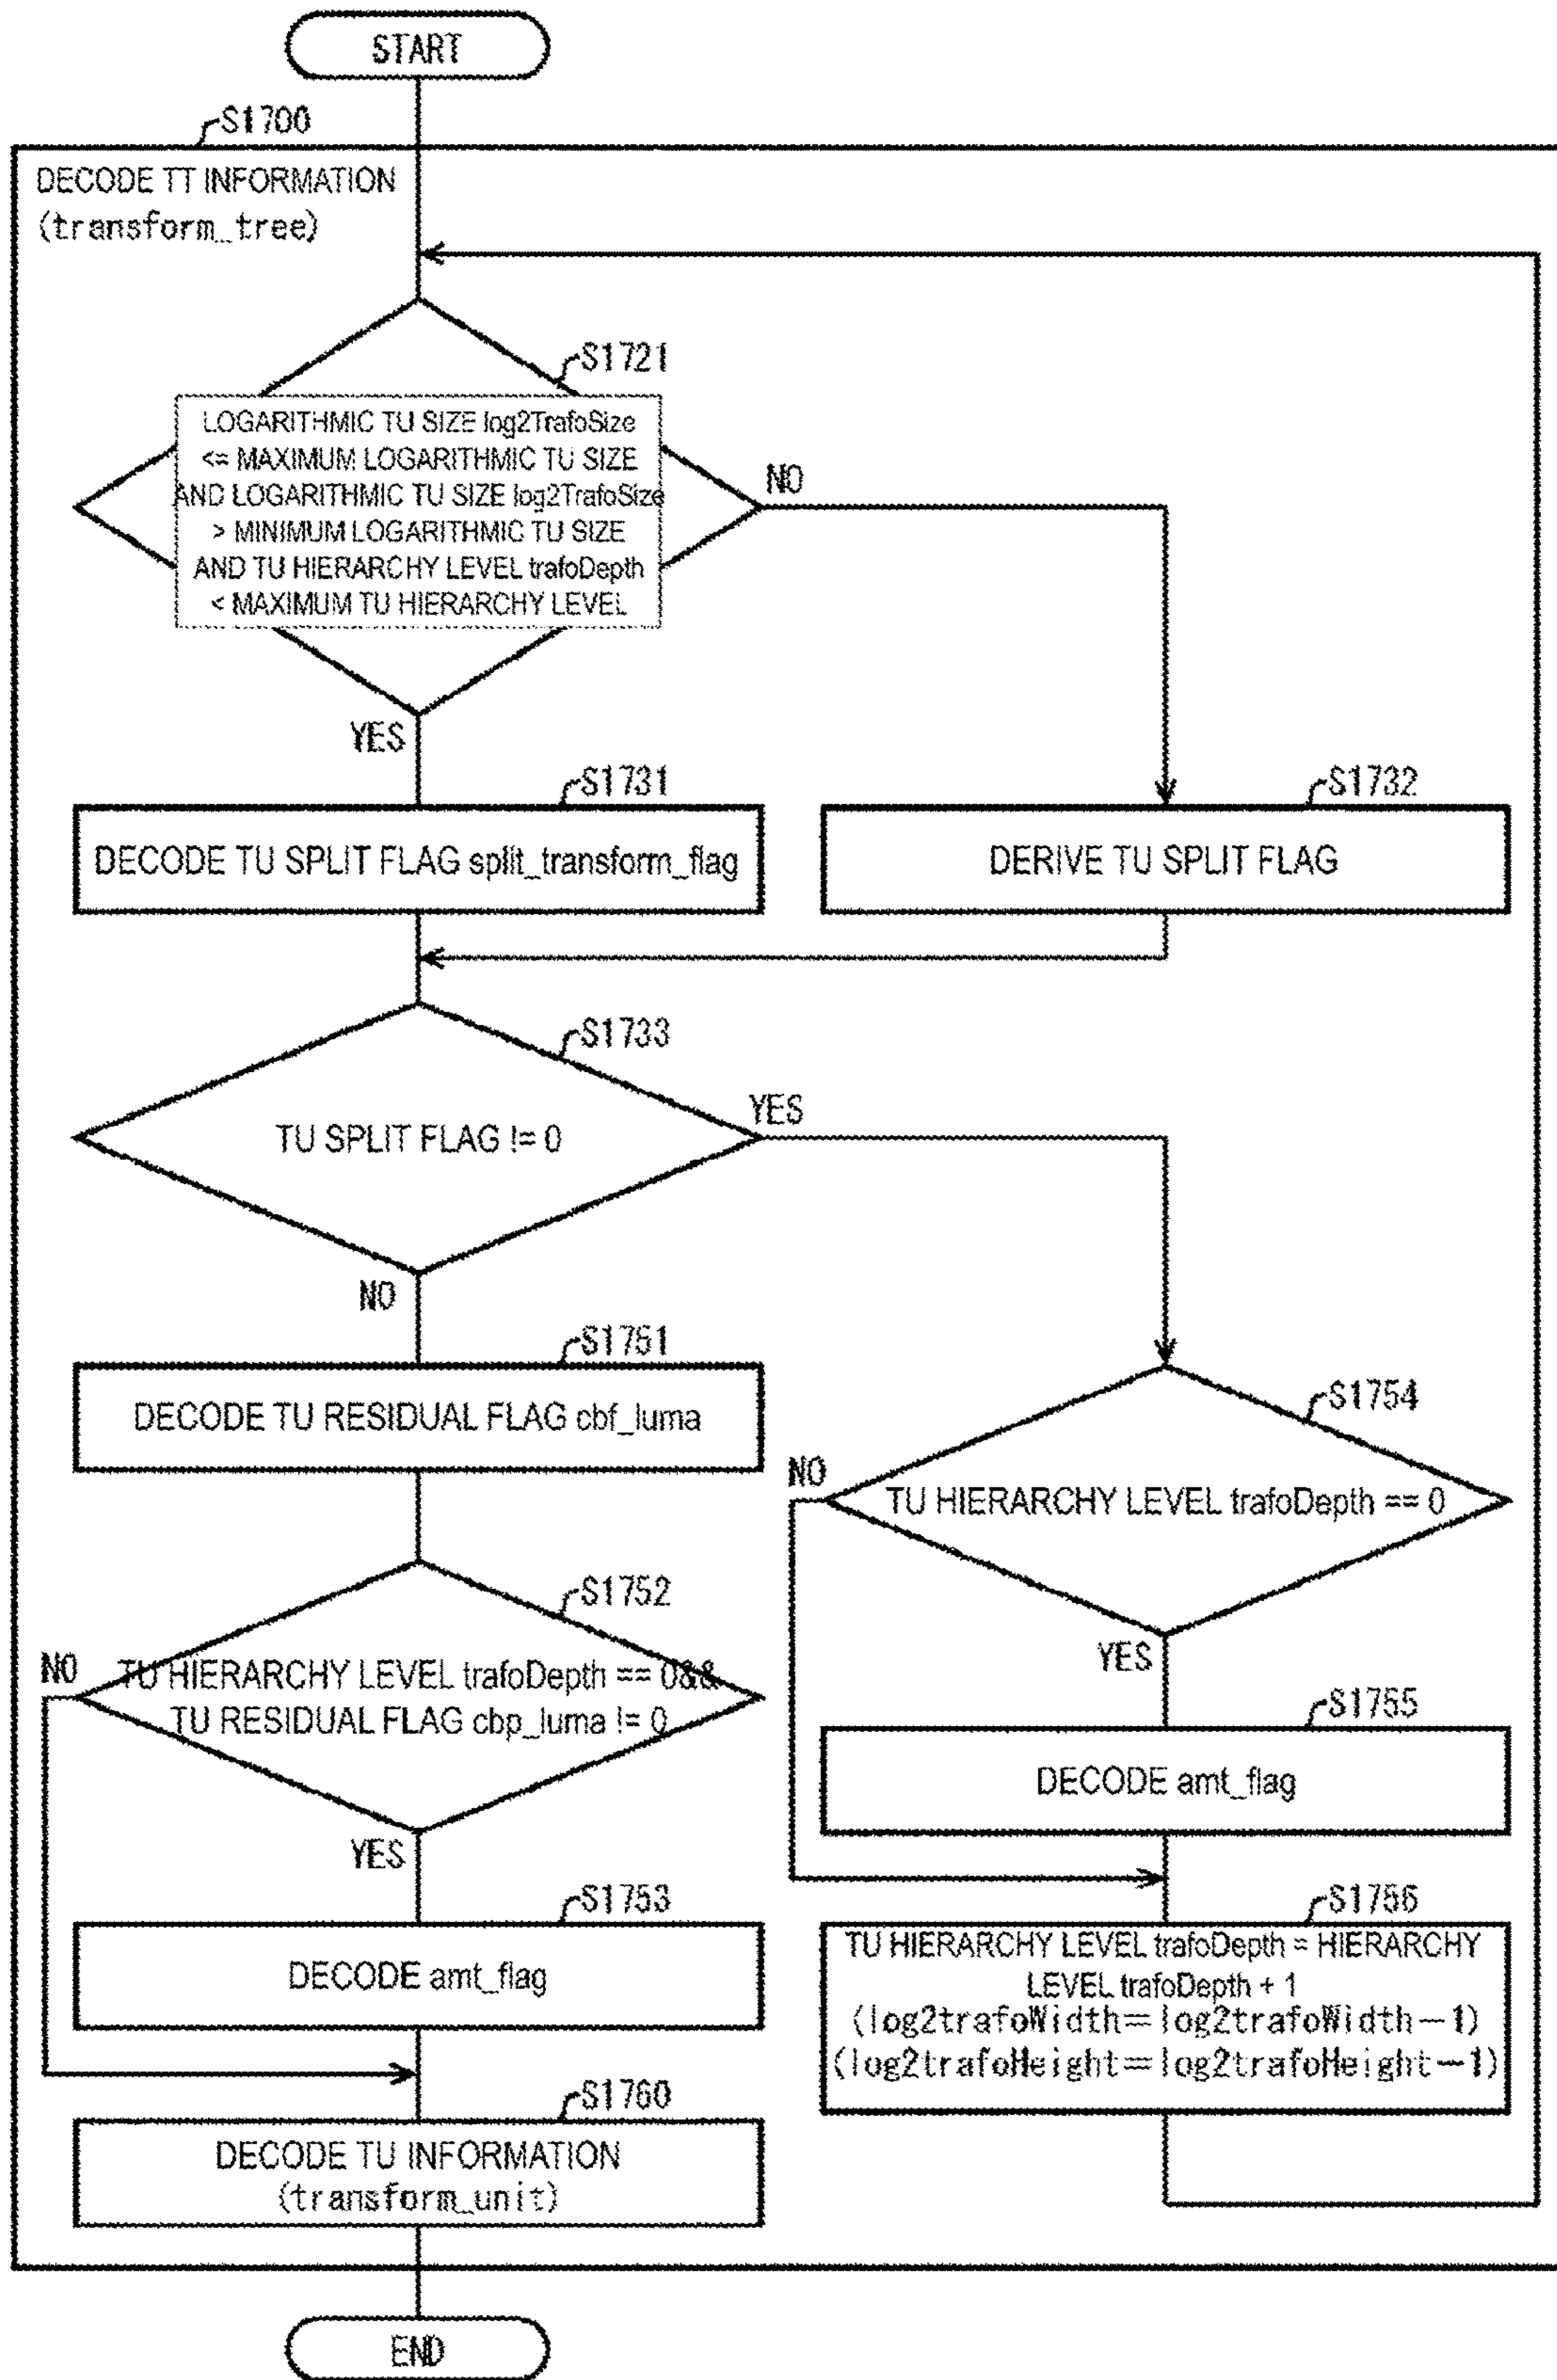 START
S1700
DECODE TT INFORMATION
(transform_tree)
S1721
LOGARITHMIC TU SIZE log2TrafoSize
<= MAXIMUM LOGARITHMIC TU SIZE
AND LOGARITHMIC TU SIZE log2TrafoSize
> MINIMUM LOGARITHMIC TU SIZE
AND TU HIERARCHY LEVEL trafoDepth
< MAXIMUM TU HIERARCHY LEVEL
NO
YES
S1731
DECODE TU SPLIT FLAG split_transform_flag
S1732
DERIVE TU SPLIT FLAG
S1733
TU SPLIT FLAG != 0
YES
NO
S1751
DECODE TU RESIDUAL FLAG cbf_luma
S1754
NO
TU HIERARCHY LEVEL trafoDepth == 0
YES
S1752
NO
TU HIERARCHY LEVEL trafoDepth == 0&&
TU RESIDUAL FLAG cbp_luma != 0
YES
S1755
DECODE amt_flag
S1753
DECODE amt_flag
S1756
TU HIERARCHY LEVEL trafoDepth = HIERARCHY
LEVEL trafoDepth + 1
(log2trafoWidth=log2trafoWidth-1)
(log2trafoHeight=log2trafoHeight-1)
S1760
DECODE TU INFORMATION
(transform_unit)
END